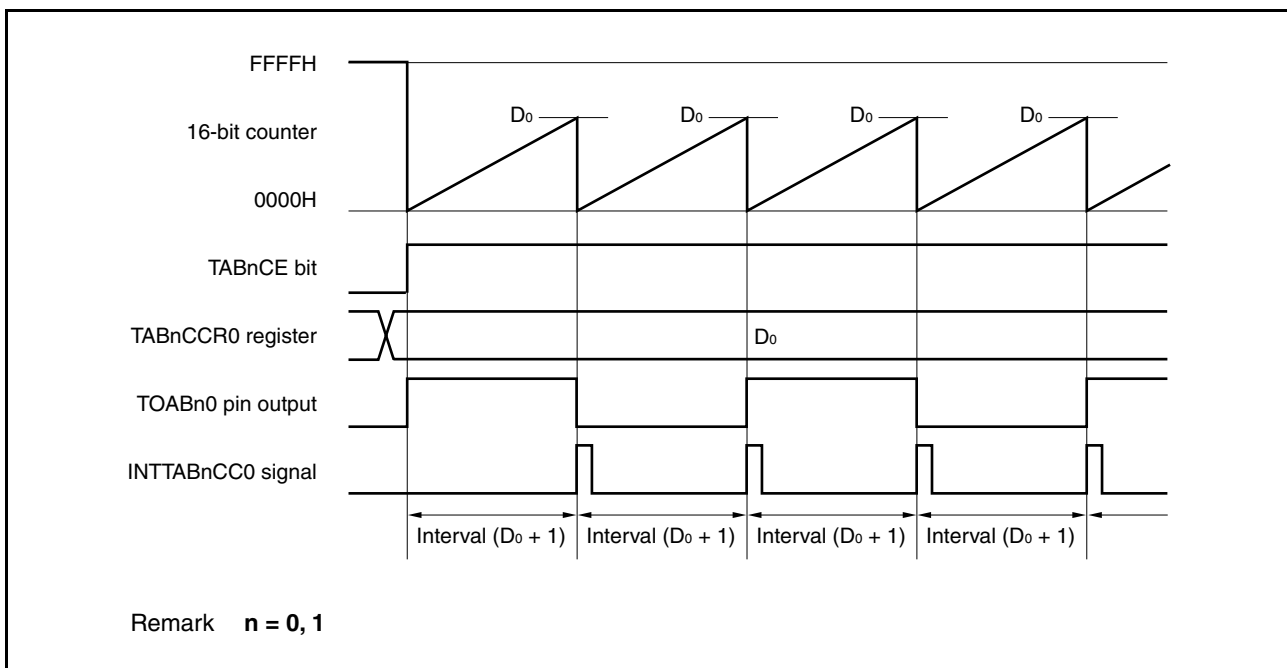 FFFFH
D0 D0 D0 D0
16-bit counter
0000H
TABnCE bit
TABnCCR0 register
D0
TOABn0 pin output
INTTABnCC0 signal
Interval (D0 + 1) Interval (D0 + 1) Interval (D0 + 1) Interval (D0 + 1)
Remark n = 0, 1